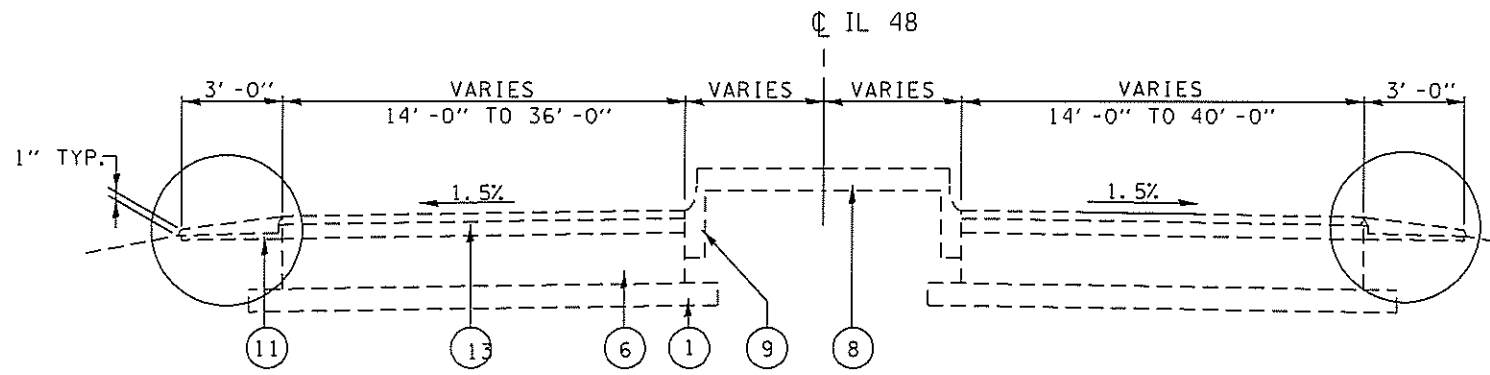 ℄ IL 48
3'-0" VARIES VARIES VARIES VARIES 3'-0"
14'-0" TO 36'-0" 14'-0" TO 40'-0"
1" TYP.
1.5% 1.5%
11 13 6 1 9 8